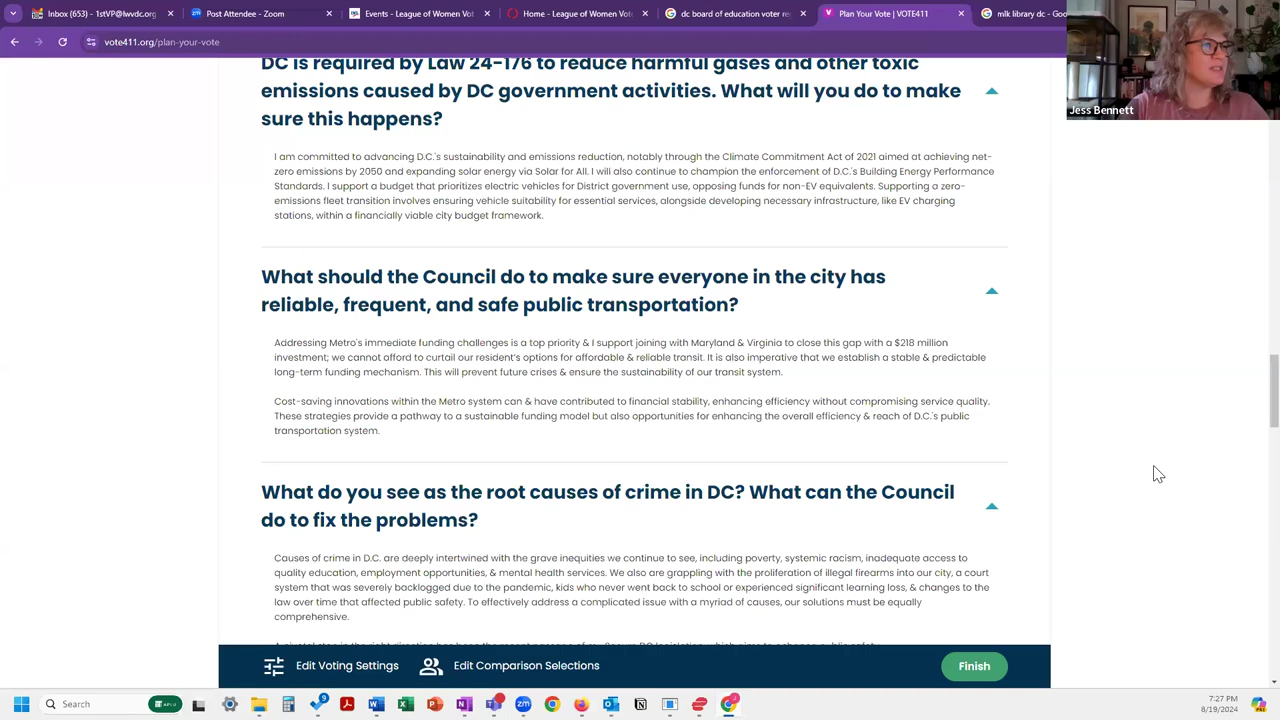 Inbox (653) - 1stVP@lwvdc.org
Post Attendee - Zoom
Events - League of Women Vot
Home - League of Women Vote
dc board of education voter re
Plan Your Vote | VOTE411
mlk library dc - Goo
vote411.org/plan-your-vote
Jess Bennett
DC is required by Law 24-176 to reduce harmful gases and other toxic
emissions caused by DC government activities. What will you do to make
sure this happens?
I am committed to advancing D.C.'s sustainability and emissions reduction, notably through the Climate Commitment Act of 2021 aimed at achieving net-
zero emissions by 2050 and expanding solar energy via Solar for All. I will also continue to champion the enforcement of D.C.'s Building Energy Performance
Standards. I support a budget that prioritizes electric vehicles for District government use, opposing funds for non-EV equivalents. Supporting a zero-
emissions fleet transition involves ensuring vehicle suitability for essential services, alongside developing necessary infrastructure, like EV charging
stations, within a financially viable city budget framework.
What should the Council do to make sure everyone in the city has
reliable, frequent, and safe public transportation?
Addressing Metro's immediate funding challenges is a top priority & I support joining with Maryland & Virginia to close this gap with a $218 million
investment; we cannot afford to curtail our resident's options for affordable & reliable transit. It is also imperative that we establish a stable & predictable
long-term funding mechanism. This will prevent future crises & ensure the sustainability of our transit system.
Cost-saving innovations within the Metro system can & have contributed to financial stability, enhancing efficiency without compromising service quality.
These strategies provide a pathway to a sustainable funding model but also opportunities for enhancing the overall efficiency & reach of D.C.'s public
transportation system.
What do you see as the root causes of crime in DC? What can the Council
do to fix the problems?
Causes of crime in D.C. are deeply intertwined with the grave inequities we continue to see, including poverty, systemic racism, inadequate access to
quality education, employment opportunities, & mental health services. We also are grappling with the proliferation of illegal firearms into our city, a court
system that was severely backlogged due to the pandemic, kids who never went back to school or experienced significant learning loss, & changes to the
law over time that affected public safety. To effectively address a complicated issue with a myriad of causes, our solutions must be equally
comprehensive.
Edit Voting Settings
Edit Comparison Selections
Finish
Search
7:27 PM
8/19/2024